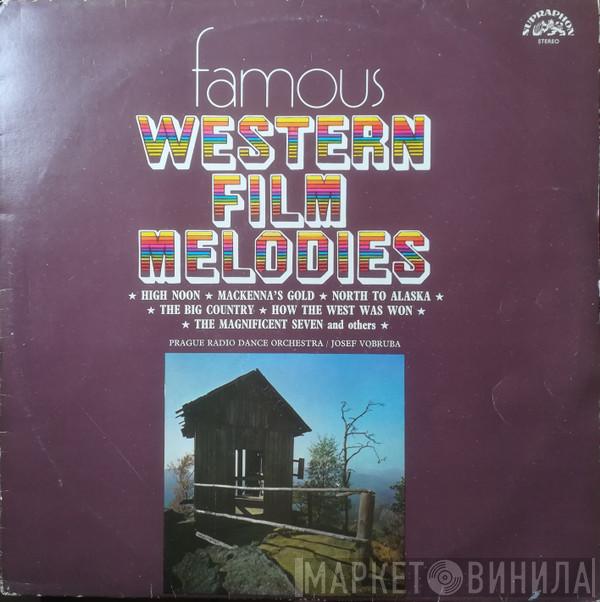 SUPRAPHON
STEREO
famous
WESTERN
FILM
MELODIES
★ HIGH NOON ★ MACKENNA'S GOLD ★ NORTH TO ALASKA ★
★ THE BIG COUNTRY ★ HOW THE WEST WAS WON ★
★ THE MAGNIFICENT SEVEN and others ★
PRAGUE RADIO DANCE ORCHESTRA / JOSEF VOBRUBA
МАРКЕТ ВИНИЛА